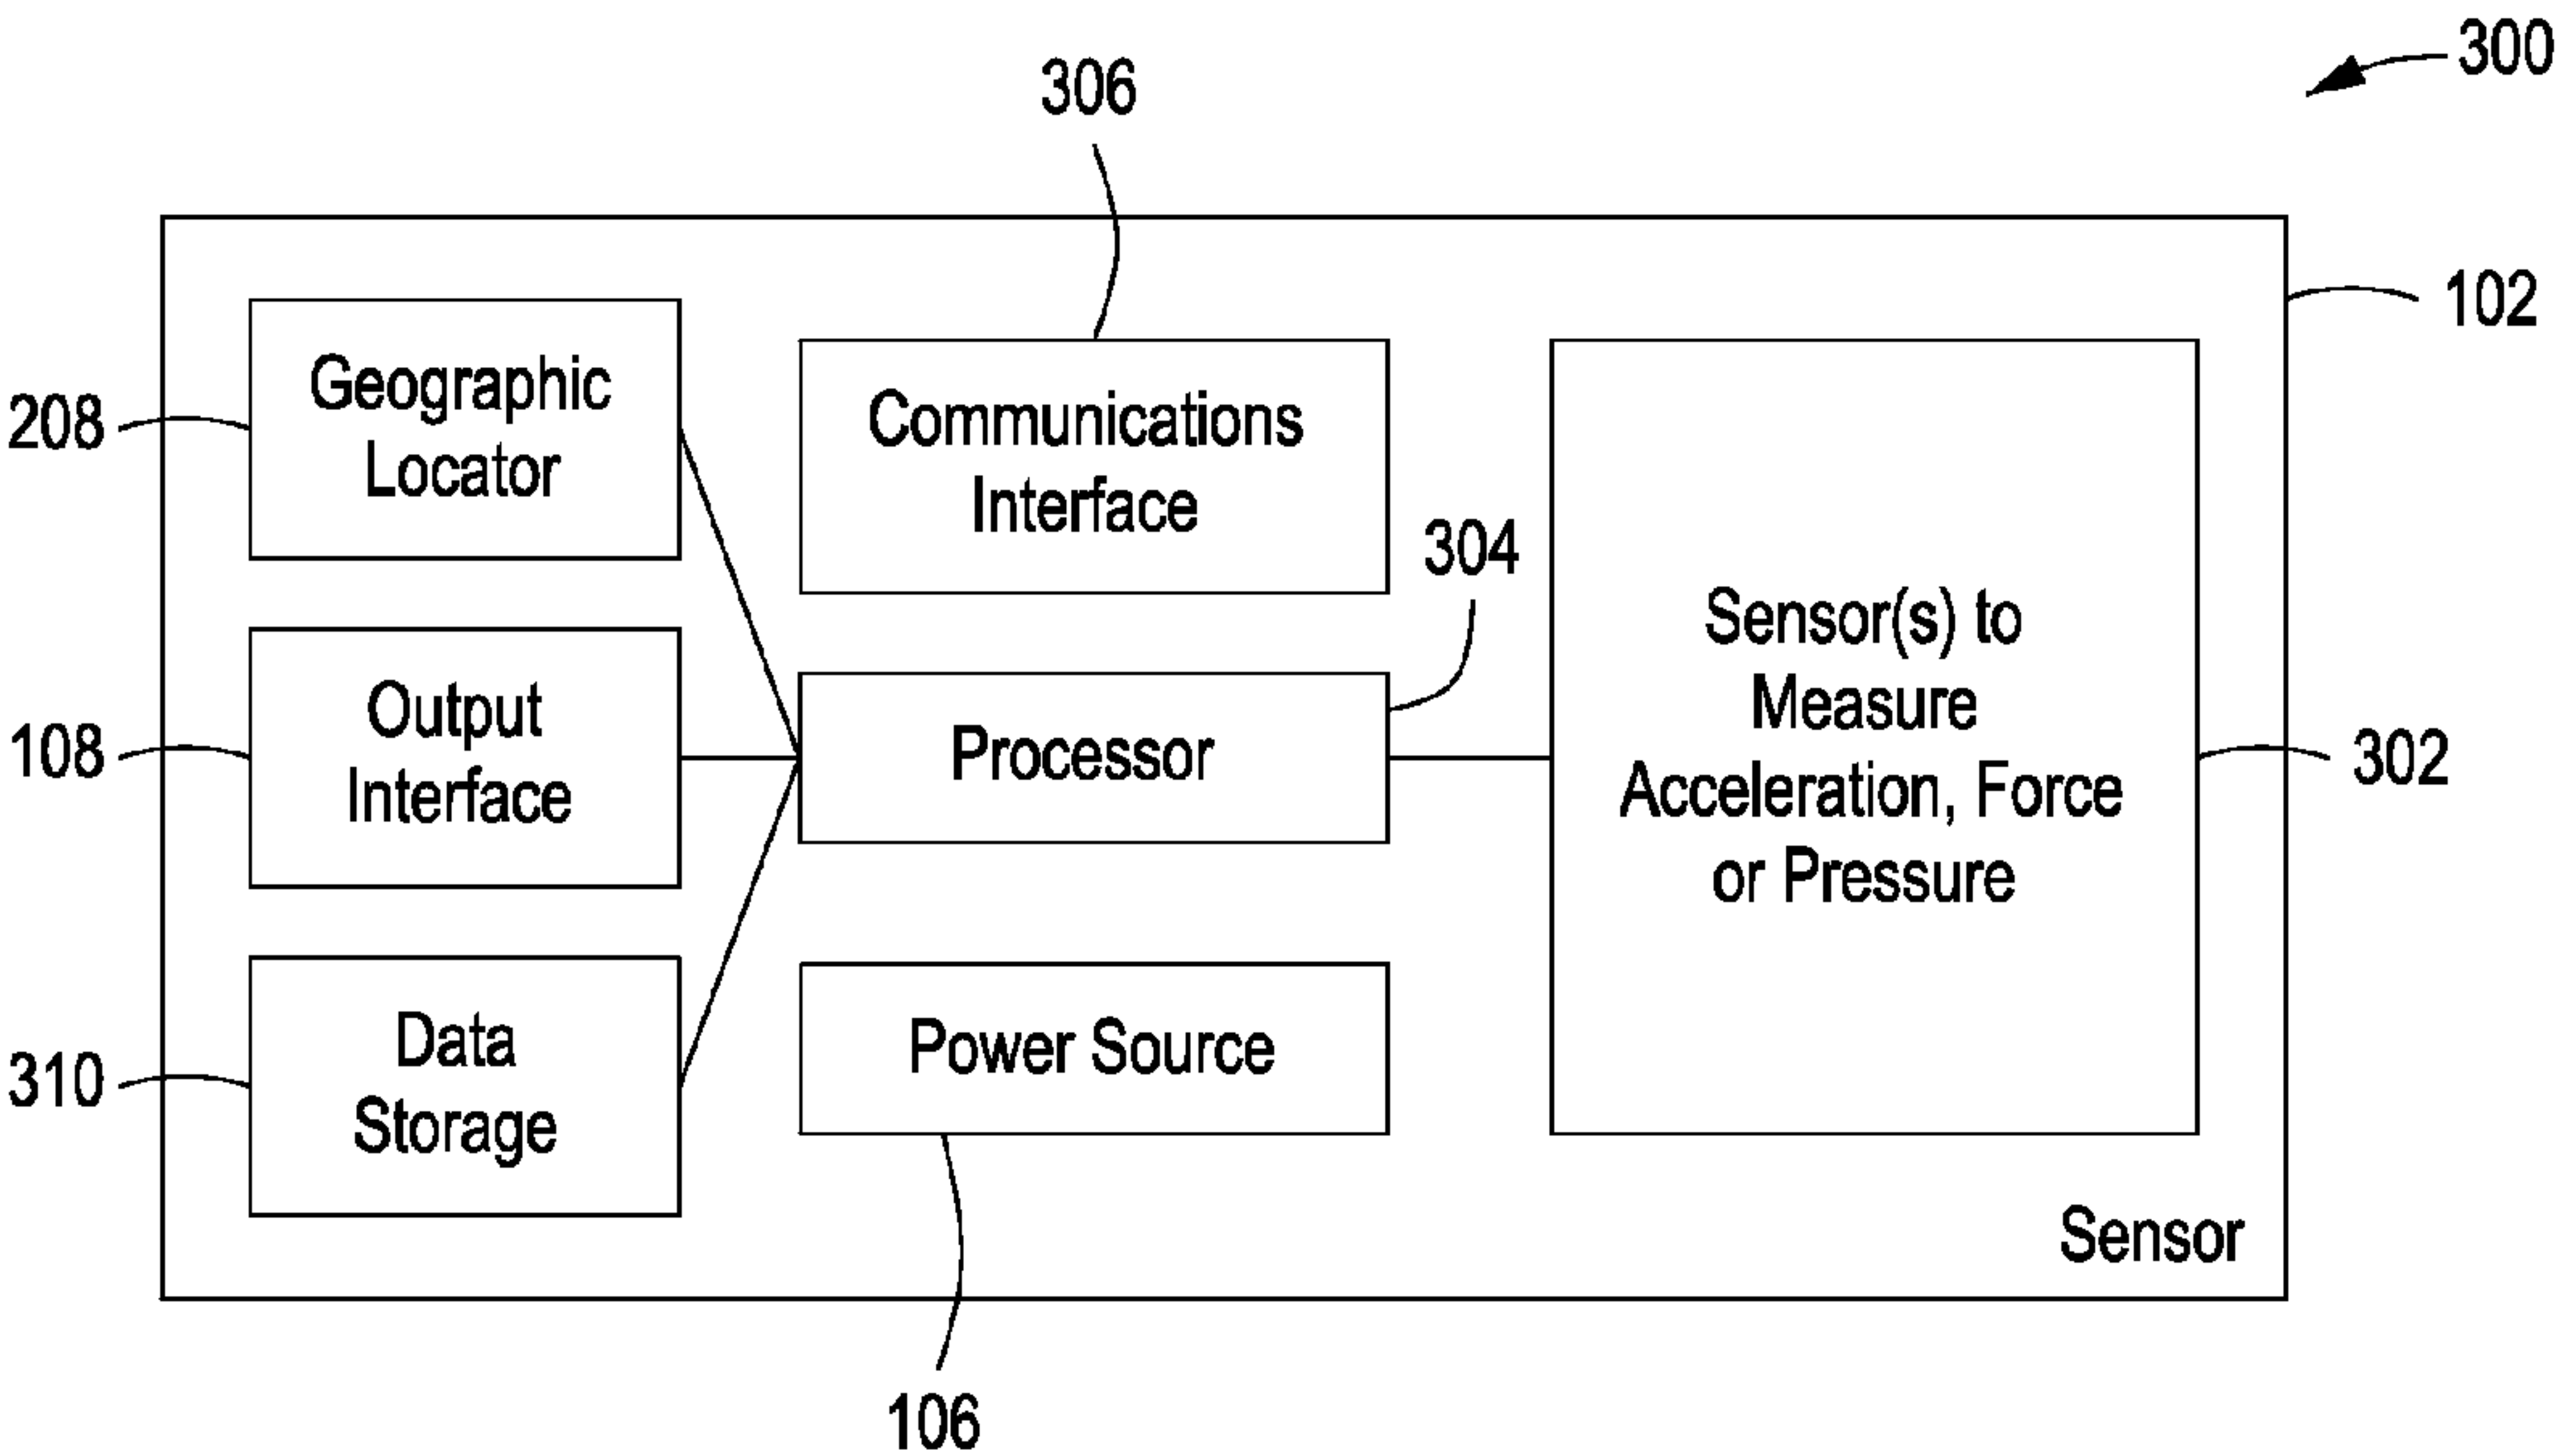 300
306
102
Geographic
Locator
208
Communications
Interface
304
Sensor(s) to
Measure
Acceleration, Force
or Pressure
302
Output
Interface
108
Processor
Data
Storage
310
Power Source
Sensor
106